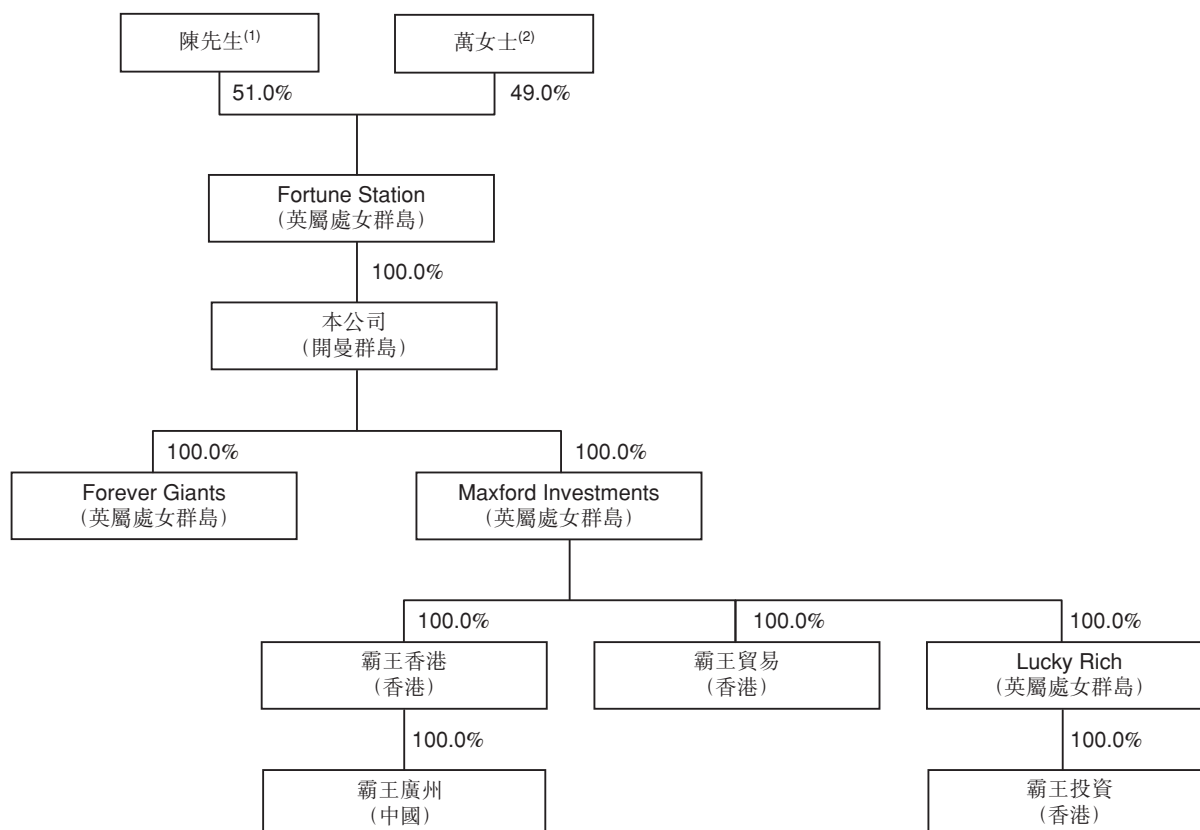 陳先生(1)
萬女士(2)
51.0%
49.0%
Fortune Station
(英屬處女群島)
100.0%
本公司
(開曼群島)
100.0%
100.0%
Forever Giants
(英屬處女群島)
Maxford Investments
(英屬處女群島)
100.0%
100.0%
100.0%
霸王香港
(香港)
霸王貿易
(香港)
Lucky Rich
(英屬處女群島)
100.0%
100.0%
霸王廣州
(中國)
霸王投資
(香港)